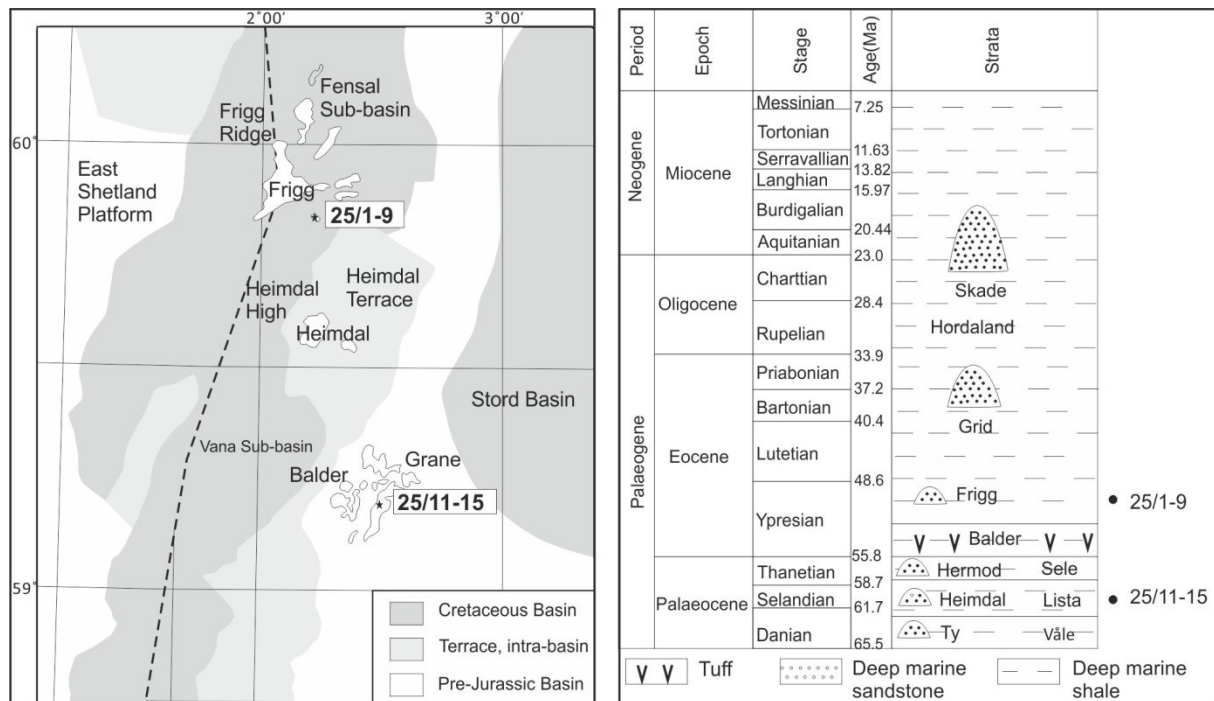 2°00′
3°00′
60°
59°
Fensal
Sub-basin
Frigg
Ridge
East
Shetland
Platform
Frigg
25/1-9
Heimdal
Terrace
Heimdal
High
Heimdal
Stord Basin
Vana Sub-basin
Grane
Balder
25/11-15
Cretaceous Basin
Terrace, intra-basin
Pre-Jurassic Basin
Period
Epoch
Stage
Age(Ma)
Strata
Neogene
Palaeogene
Miocene
Oligocene
Eocene
Palaeocene
Messinian
Tortonian
Serravallian
Langhian
Burdigalian
Aquitanian
Charttian
Rupelian
Priabonian
Bartonian
Lutetian
Ypresian
Thanetian
Selandian
Danian
7.25
11.63
13.82
15.97
20.44
23.0
28.4
33.9
37.2
40.4
48.6
55.8
58.7
61.7
65.5
Skade
Hordaland
Grid
Frigg
Balder
V V V V
Hermod Sele
Heimdal Lista
Ty Våle
25/1-9
25/11-15
V V Tuff
Deep marine
sandstone
Deep marine
shale